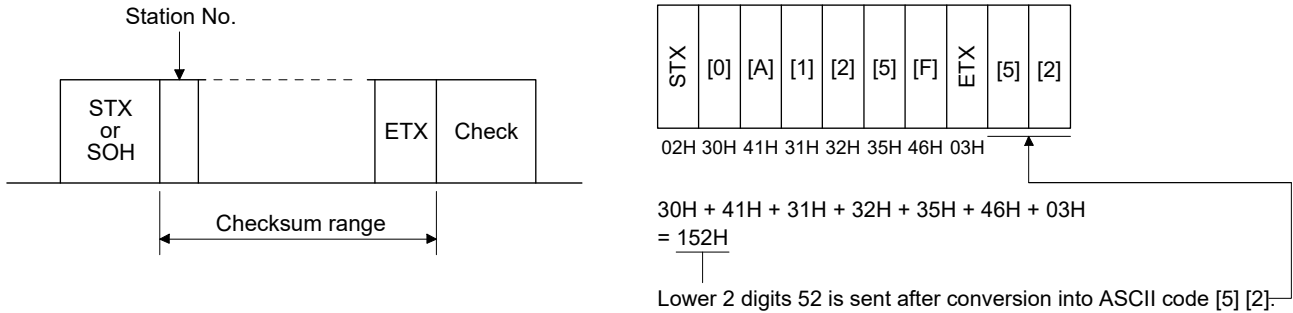 Station No.
STX
or
SOH
ETX
Check
Checksum range
STX [0] [A] [1] [2] [5] [F] ETX [5] [2]
02H 30H 41H 31H 32H 35H 46H 03H
30H + 41H + 31H + 32H + 35H + 46H + 03H
= 152H
Lower 2 digits 52 is sent after conversion into ASCII code [5] [2].